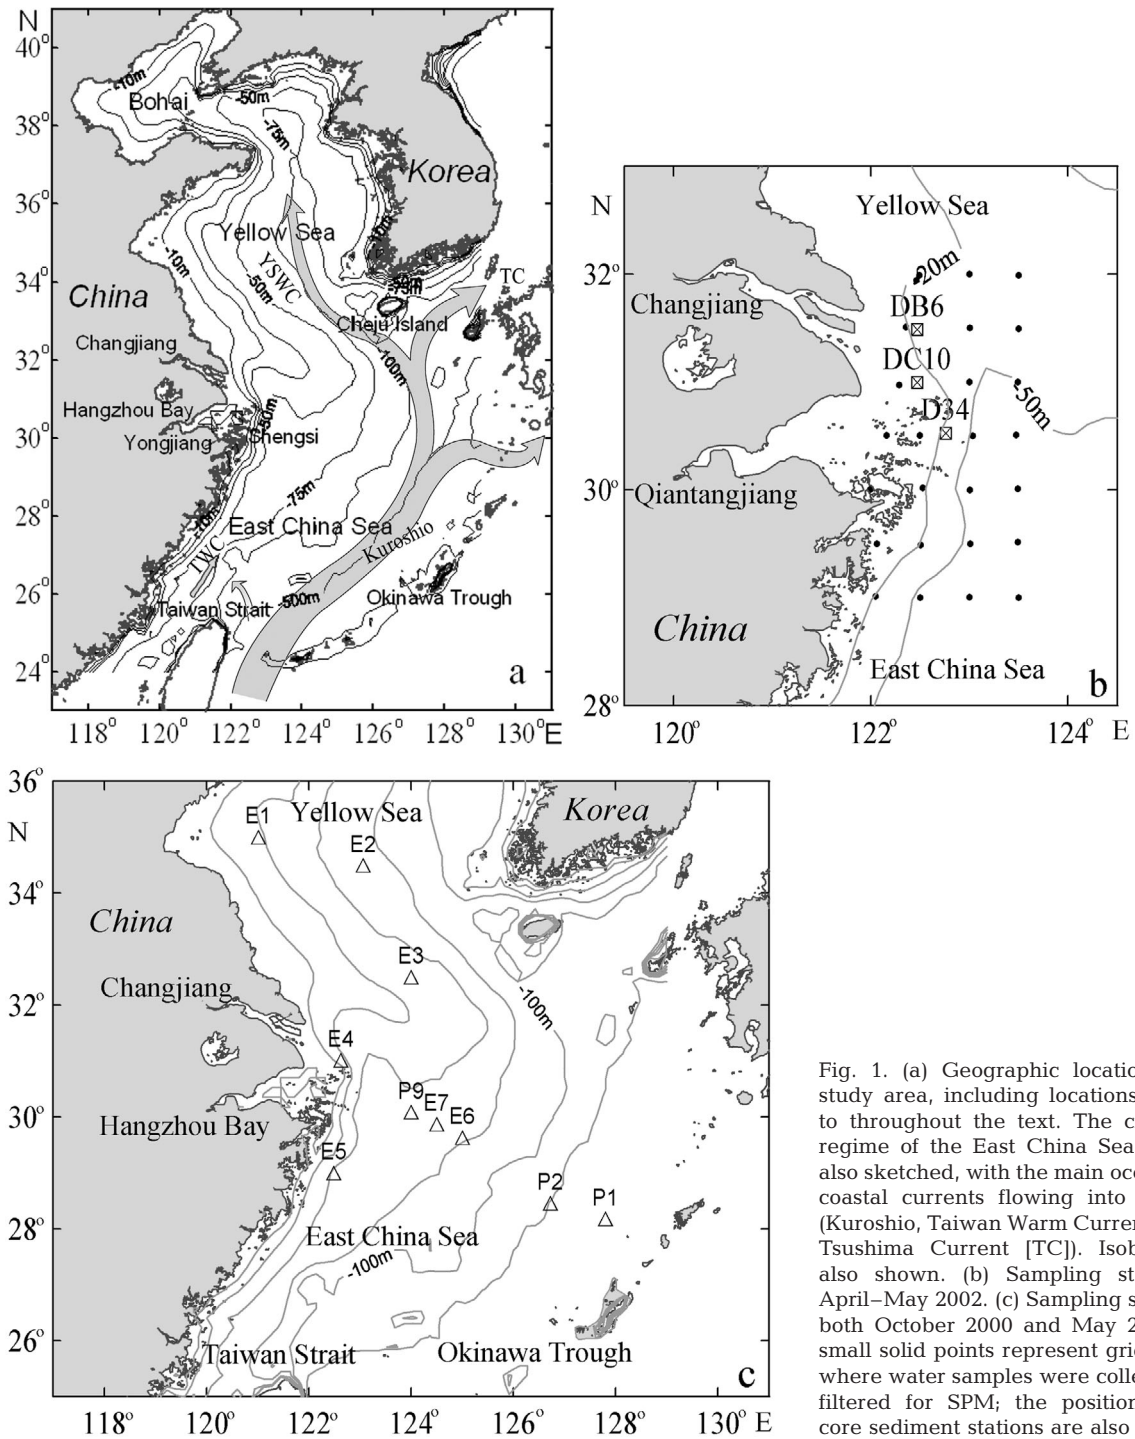 N
40°
38°
36°
34°
32°
30°
28°
26°
24°
118° 120° 122° 124° 126° 128° 130° E
-10m
Bohai
-50m
-75m
Korea
-10m
Yellow Sea
YSWC
-10m
-50m
-50m
-75m
TC
China
Cheju Island
Changjiang
-100m
Hangzhou Bay
-50m
Yongjiang
Shengsi
-75m
-10m
East China Sea
Kuroshio
TWC
Taiwan Strait
-500m
Okinawa Trough
a
N
32°
30°
28°
120° 122° 124° E
Yellow Sea
-20m
Changjiang
DB6
DC10
D34
-50m
Qiantangjiang
China
East China Sea
b
36°
N
34°
32°
30°
28°
26°
118° 120° 122° 124° 126° 128° 130° E
E1
Yellow Sea
E2
Korea
China
E3
Changjiang
-100m
E4
P9
E7
E6
Hangzhou Bay
E5
P2
P1
East China Sea
-100m
Taiwan Strait
Okinawa Trough
c
Fig. 1. (a) Geographic locatio
study area, including locations
to throughout the text. The c
regime of the East China Sea
also sketched, with the main oce
coastal currents flowing into
(Kuroshio, Taiwan Warm Curren
Tsushima Current [TC]). Isob
also shown. (b) Sampling st
April–May 2002. (c) Sampling s
both October 2000 and May 2
small solid points represent gri
where water samples were colle
filtered for SPM; the position
core sediment stations are also